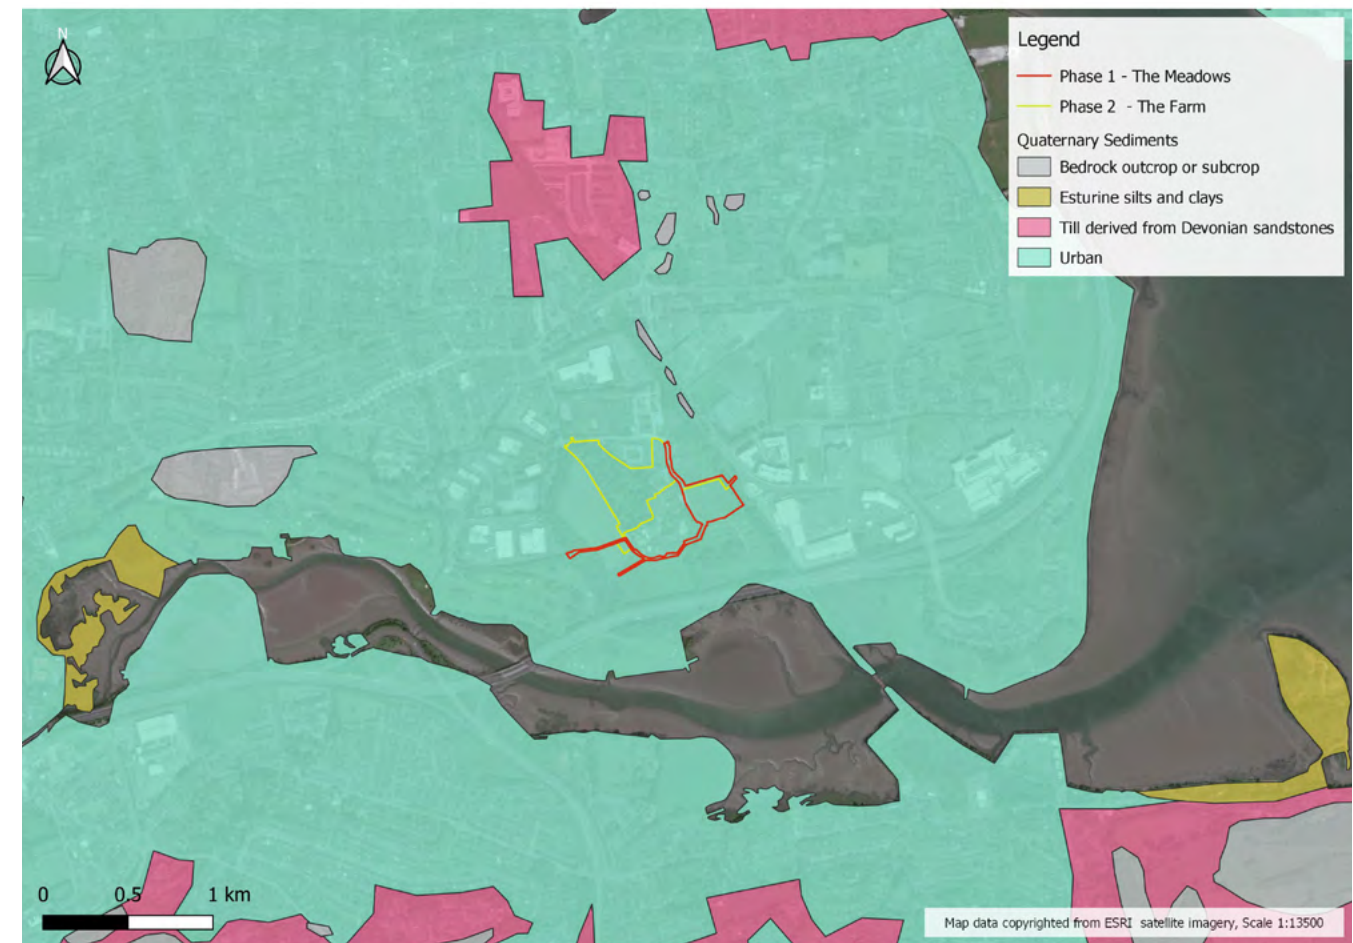 N
Legend
Phase 1 - The Meadows
Phase 2 - The Farm
Quaternary Sediments
Bedrock outcrop or subcrop
Esturine silts and clays
Till derived from Devonian sandstones
Urban
0 0.5 1 km
Map data copyrighted from ESRI satellite imagery, Scale 1:13500